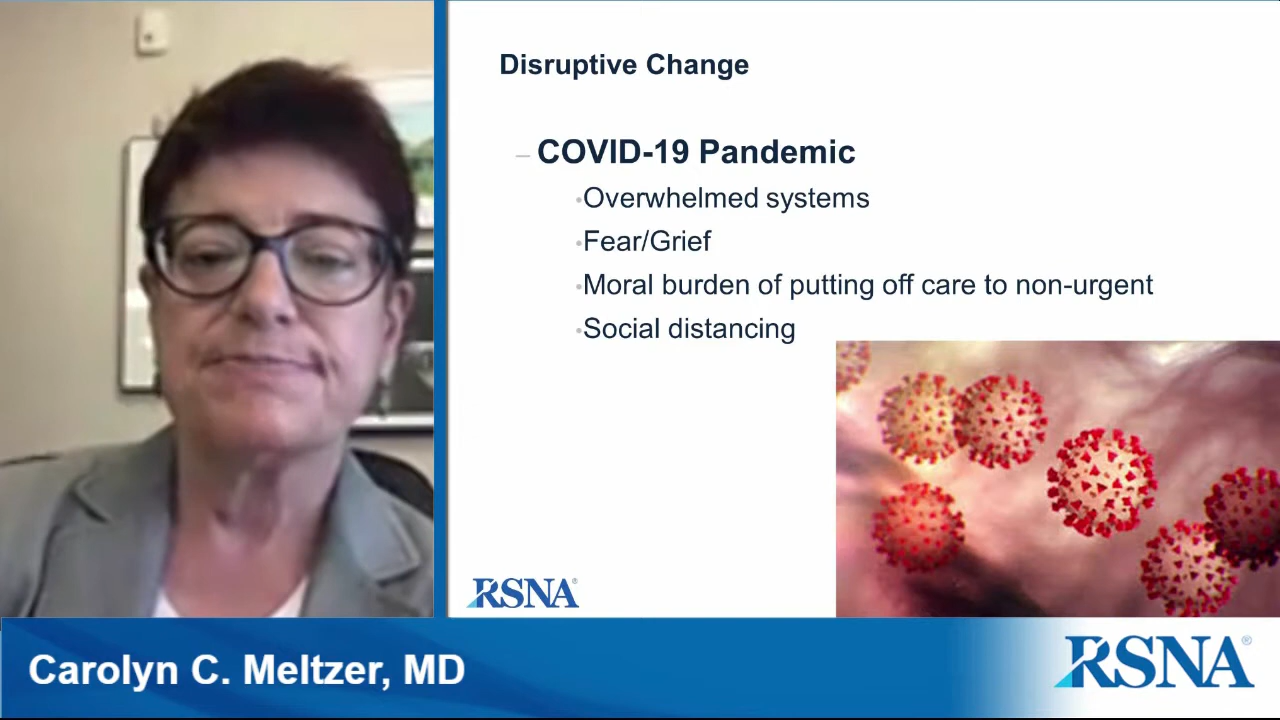 Disruptive Change
– COVID-19 Pandemic
•Overwhelmed systems
•Fear/Grief
•Moral burden of putting off care to non-urgent
•Social distancing
RSNA®
Carolyn C. Meltzer, MD
RSNA®